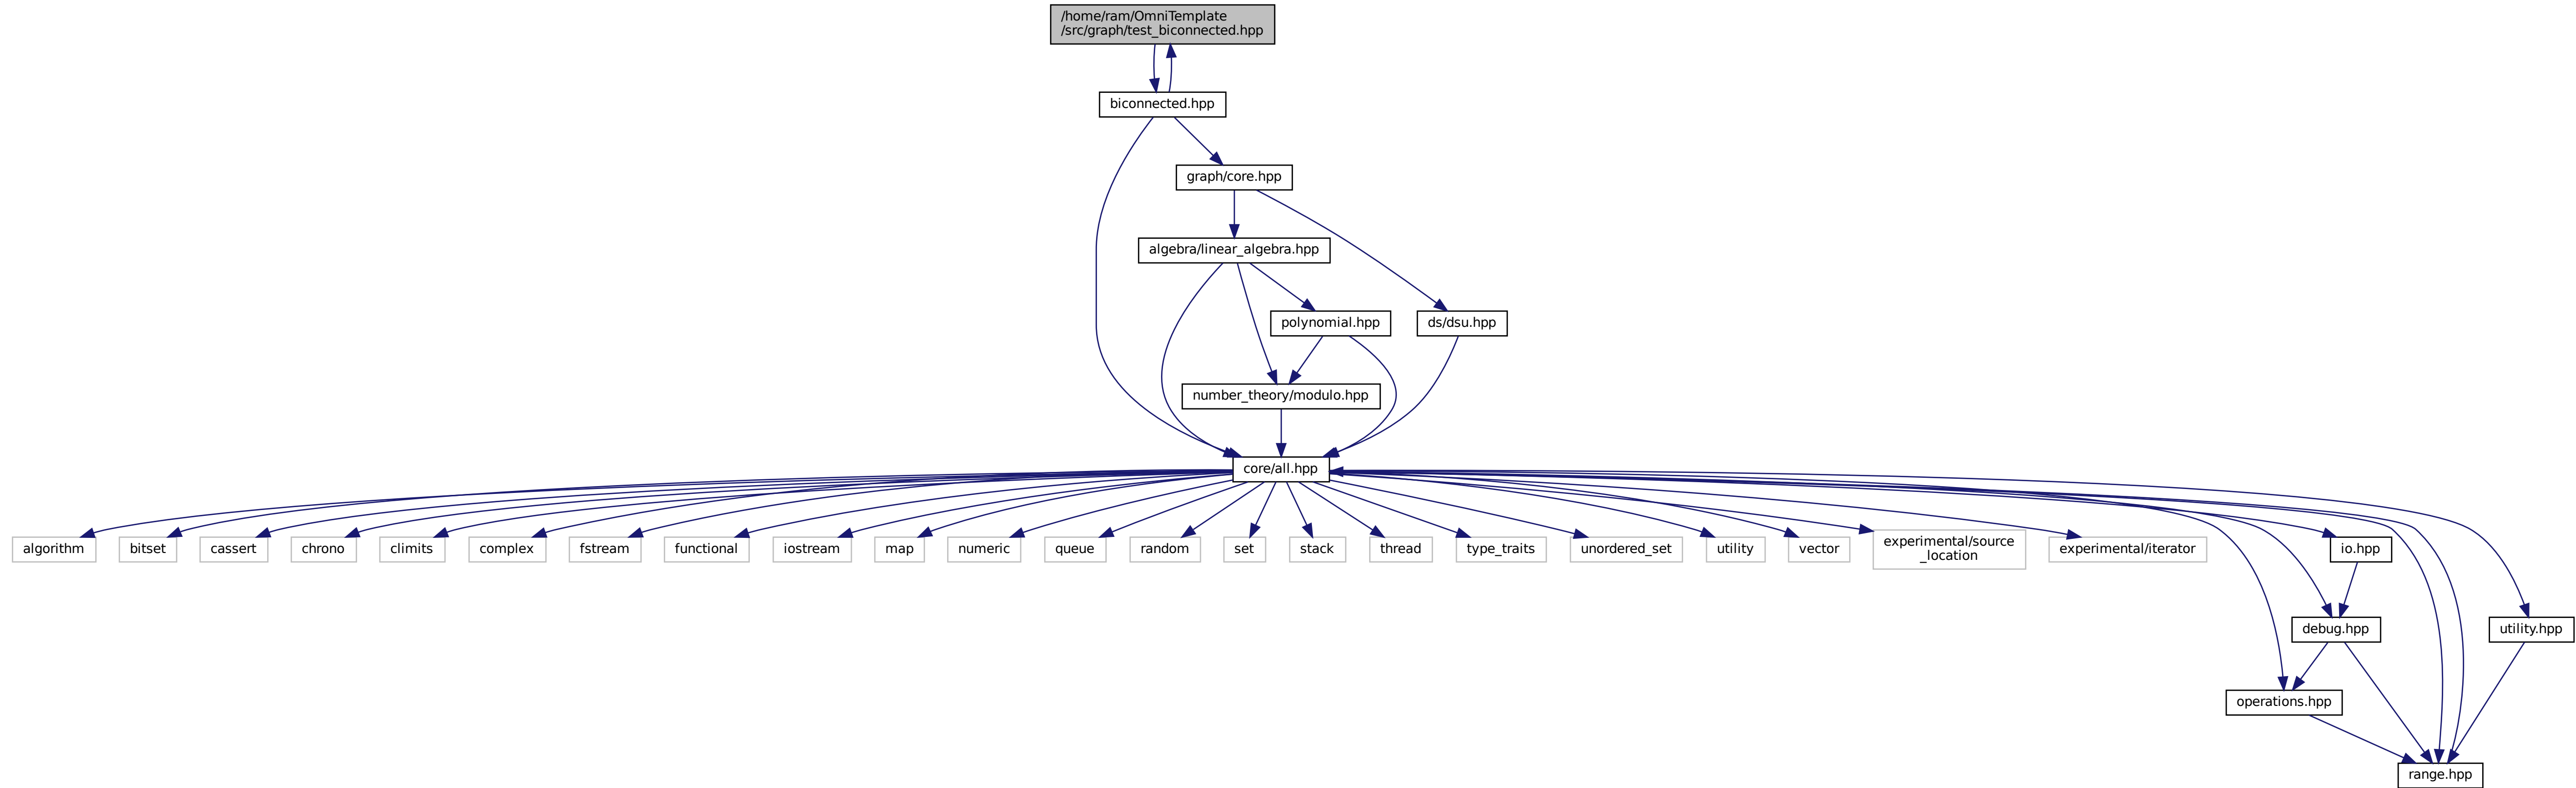 /home/ram/OmniTemplate
/src/graph/test_biconnected.hpp
biconnected.hpp
graph/core.hpp
algebra/linear_algebra.hpp
polynomial.hpp
ds/dsu.hpp
number_theory/modulo.hpp
core/all.hpp
algorithm
bitset
cassert
chrono
climits
complex
fstream
functional
iostream
map
numeric
queue
random
set
stack
thread
type_traits
unordered_set
utility
vector
experimental/source
_location
experimental/iterator
io.hpp
debug.hpp
utility.hpp
operations.hpp
range.hpp